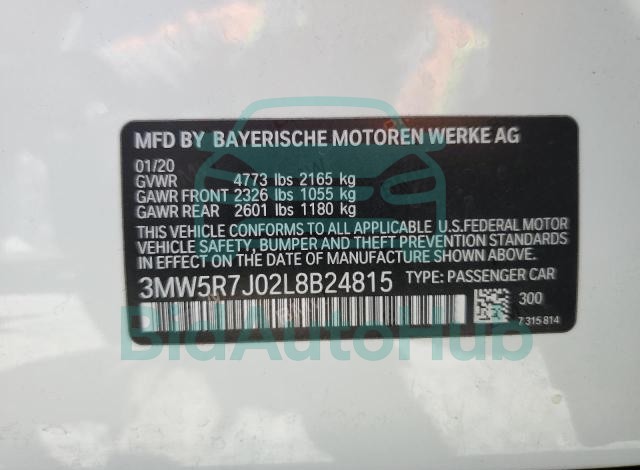 MFD BY BAYERISCHE MOTOREN WERKE AG
01/20
GVWR 4773 lbs 2165 kg
GAWR FRONT 2326 lbs 1055 kg
GAWR REAR 2601 lbs 1180 kg
THIS VEHICLE CONFORMS TO ALL APPLICABLE U.S.FEDERAL MOTOR
VEHICLE SAFETY, BUMPER AND THEFT PREVENTION STANDARDS
IN EFFECT ON THE DATE OF MANUFACTURE SHOWN ABOVE.
3MW5R7J02L8B24815 TYPE: PASSENGER CAR
300
7 315 814
BidAutoHub